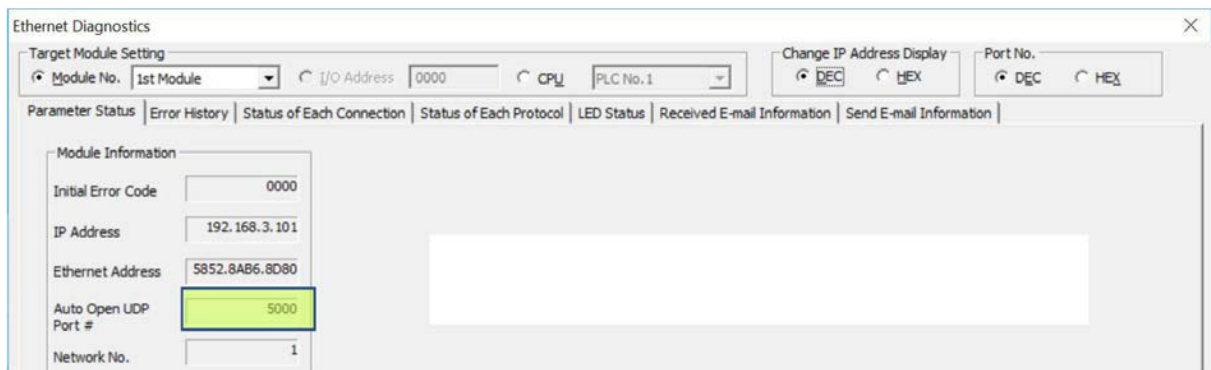 Ethernet Diagnostics
Target Module Setting
Module No. 1st Module I/O Address 0000 CPU PLC No.1
Change IP Address Display
DEC HEX
Port No.
DEC HEX
Parameter Status Error History Status of Each Connection Status of Each Protocol LED Status Received E-mail Information Send E-mail Information
Module Information
Initial Error Code 0000
IP Address 192.168.3.101
Ethernet Address 5852.8AB6.8D80
Auto Open UDP
Port # 5000
Network No. 1